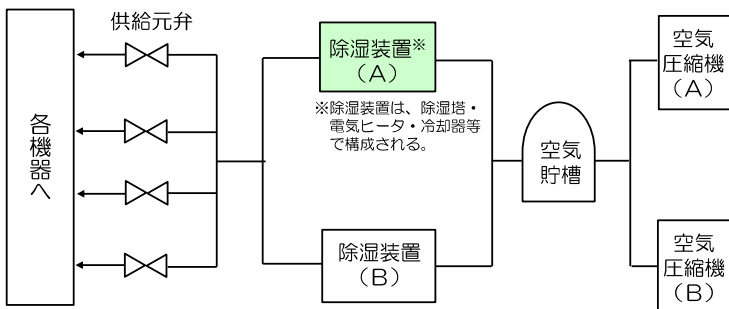 供給元弁
各機器へ
除湿装置※
（A）
※除湿装置は、除湿塔・
電気ヒータ・冷却器等
で構成される。
除湿装置
（B）
空気
貯槽
空気
圧縮機
（A）
空気
圧縮機
（B）